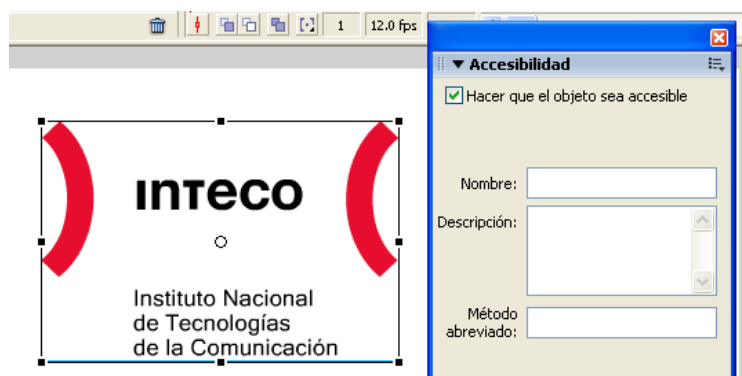 1
12.0 fps
Accesibilidad
Hacer que el objeto sea accesible
Nombre:
Descripción:
Método
abreviado:
INTECO
Instituto Nacional
de Tecnologías
de la Comunicación